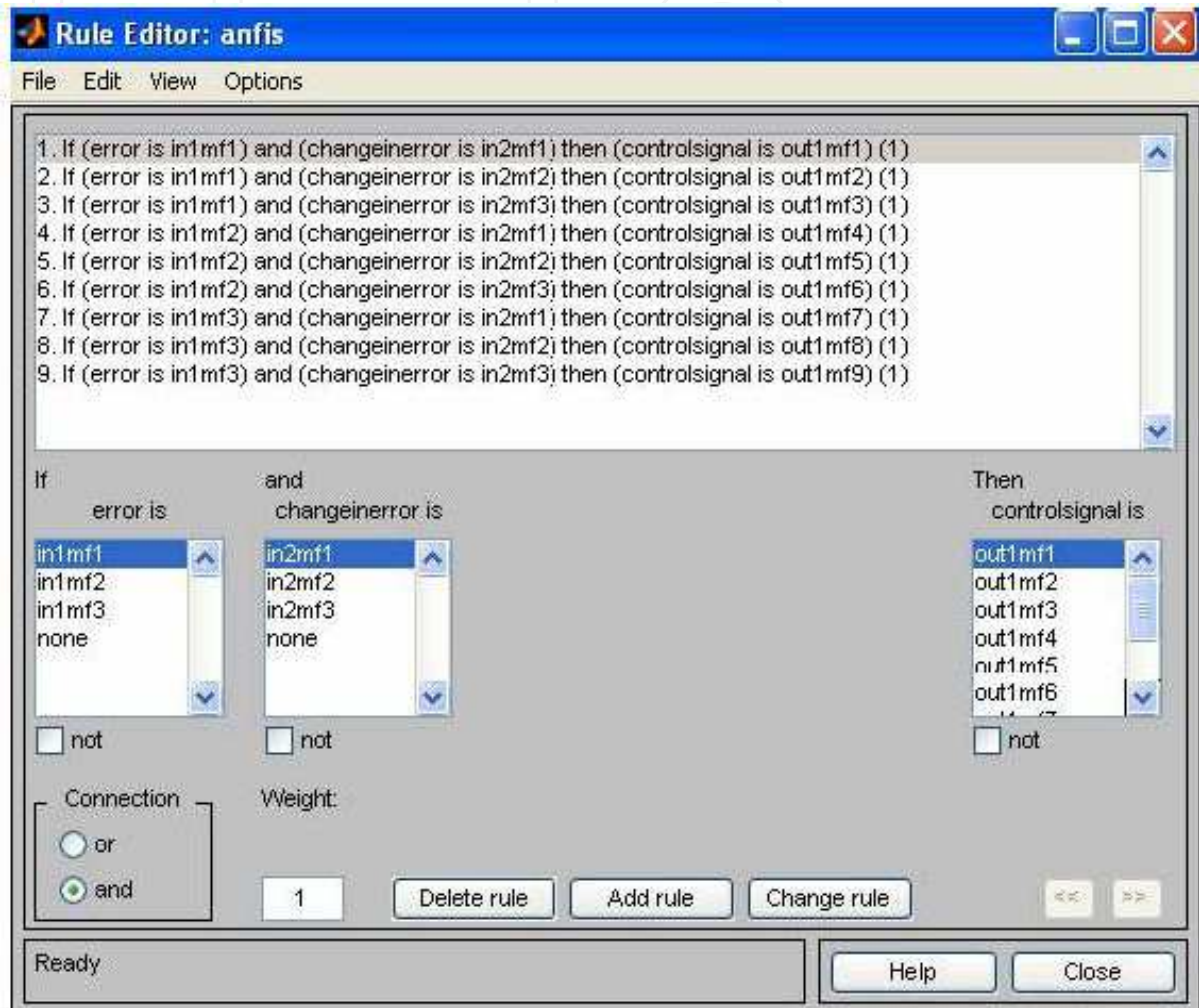 Rule Editor: anfis
File Edit View Options
1. If (error is in1mf1) and (changeinerror is in2mf1) then (controlsignal is out1mf1) (1)
2. If (error is in1mf1) and (changeinerror is in2mf2) then (controlsignal is out1mf2) (1)
3. If (error is in1mf1) and (changeinerror is in2mf3) then (controlsignal is out1mf3) (1)
4. If (error is in1mf2) and (changeinerror is in2mf1) then (controlsignal is out1mf4) (1)
5. If (error is in1mf2) and (changeinerror is in2mf2) then (controlsignal is out1mf5) (1)
6. If (error is in1mf2) and (changeinerror is in2mf3) then (controlsignal is out1mf6) (1)
7. If (error is in1mf3) and (changeinerror is in2mf1) then (controlsignal is out1mf7) (1)
8. If (error is in1mf3) and (changeinerror is in2mf2) then (controlsignal is out1mf8) (1)
9. If (error is in1mf3) and (changeinerror is in2mf3) then (controlsignal is out1mf9) (1)
If
error is
in1mf1
in1mf2
in1mf3
none
not
and
changeinerror is
in2mf1
in2mf2
in2mf3
none
not
Then
controlsignal is
out1mf1
out1mf2
out1mf3
out1mf4
out1mf5
out1mf6
not
Connection
or
and
Weight:
1
Delete rule Add rule Change rule << >>
Ready
Help Close